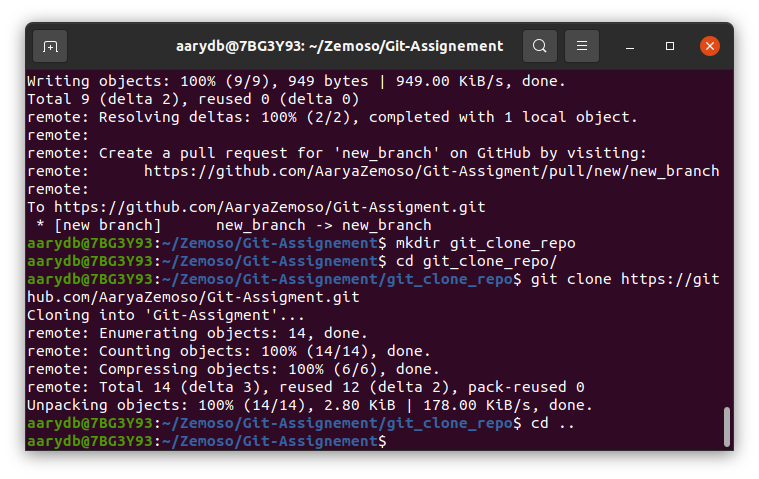 aarydb@7BG3Y93: ~/Zemoso/Git-Assignement
Writing objects: 100% (9/9), 949 bytes | 949.00 KiB/s, done.
Total 9 (delta 2), reused 0 (delta 0)
remote: Resolving deltas: 100% (2/2), completed with 1 local object.
remote:
remote: Create a pull request for 'new_branch' on GitHub by visiting:
remote:      https://github.com/AaryaZemoso/Git-Assigment/pull/new/new_branch
remote:
To https://github.com/AaryaZemoso/Git-Assigment.git
 * [new branch]      new_branch -> new_branch
aarydb@7BG3Y93:~/Zemoso/Git-Assignement$ mkdir git_clone_repo
aarydb@7BG3Y93:~/Zemoso/Git-Assignement$ cd git_clone_repo/
aarydb@7BG3Y93:~/Zemoso/Git-Assignement/git_clone_repo$ git clone https://git
hub.com/AaryaZemoso/Git-Assigment.git
Cloning into 'Git-Assigment'...
remote: Enumerating objects: 14, done.
remote: Counting objects: 100% (14/14), done.
remote: Compressing objects: 100% (6/6), done.
remote: Total 14 (delta 3), reused 12 (delta 2), pack-reused 0
Unpacking objects: 100% (14/14), 2.80 KiB | 178.00 KiB/s, done.
aarydb@7BG3Y93:~/Zemoso/Git-Assignement/git_clone_repo$ cd ..
aarydb@7BG3Y93:~/Zemoso/Git-Assignement$